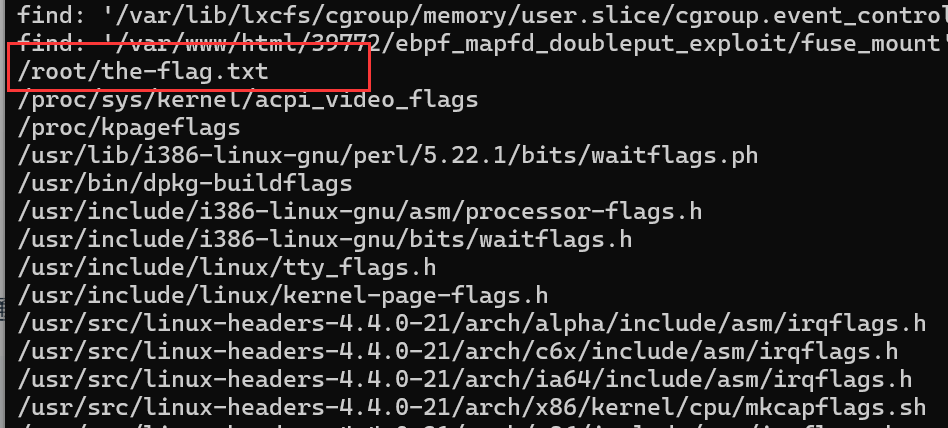 find: '/var/lib/lxcfs/cgroup/memory/user.slice/cgroup.event_control
find: '/var/www/html/39772/ebpf_mapfd_doubleput_exploit/fuse_mount'
/root/the-flag.txt
/proc/sys/kernel/acpi_video_flags
/proc/kpageflags
/usr/lib/i386-linux-gnu/perl/5.22.1/bits/waitflags.ph
/usr/bin/dpkg-buildflags
/usr/include/i386-linux-gnu/asm/processor-flags.h
/usr/include/i386-linux-gnu/bits/waitflags.h
/usr/include/linux/tty_flags.h
/usr/include/linux/kernel-page-flags.h
/usr/src/linux-headers-4.4.0-21/arch/alpha/include/asm/irqflags.h
/usr/src/linux-headers-4.4.0-21/arch/c6x/include/asm/irqflags.h
/usr/src/linux-headers-4.4.0-21/arch/ia64/include/asm/irqflags.h
/usr/src/linux-headers-4.4.0-21/arch/x86/kernel/cpu/mkcapflags.sh